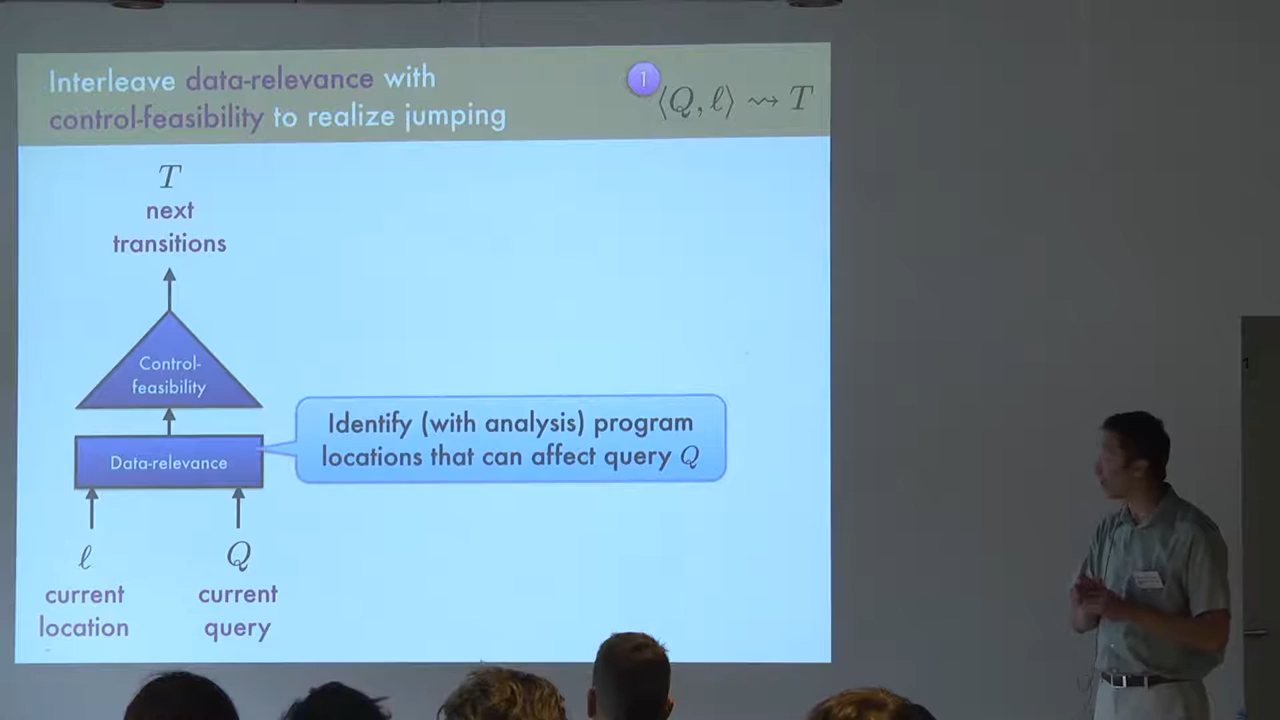 Interleave data-relevance with
control-feasibility to realize jumping
1
⟨Q, ℓ⟩ ⇝ T
T
next
transitions
Control-
feasibility
Data-relevance
Identify (with analysis) program
locations that can affect query Q
ℓ
current
location
Q
current
query